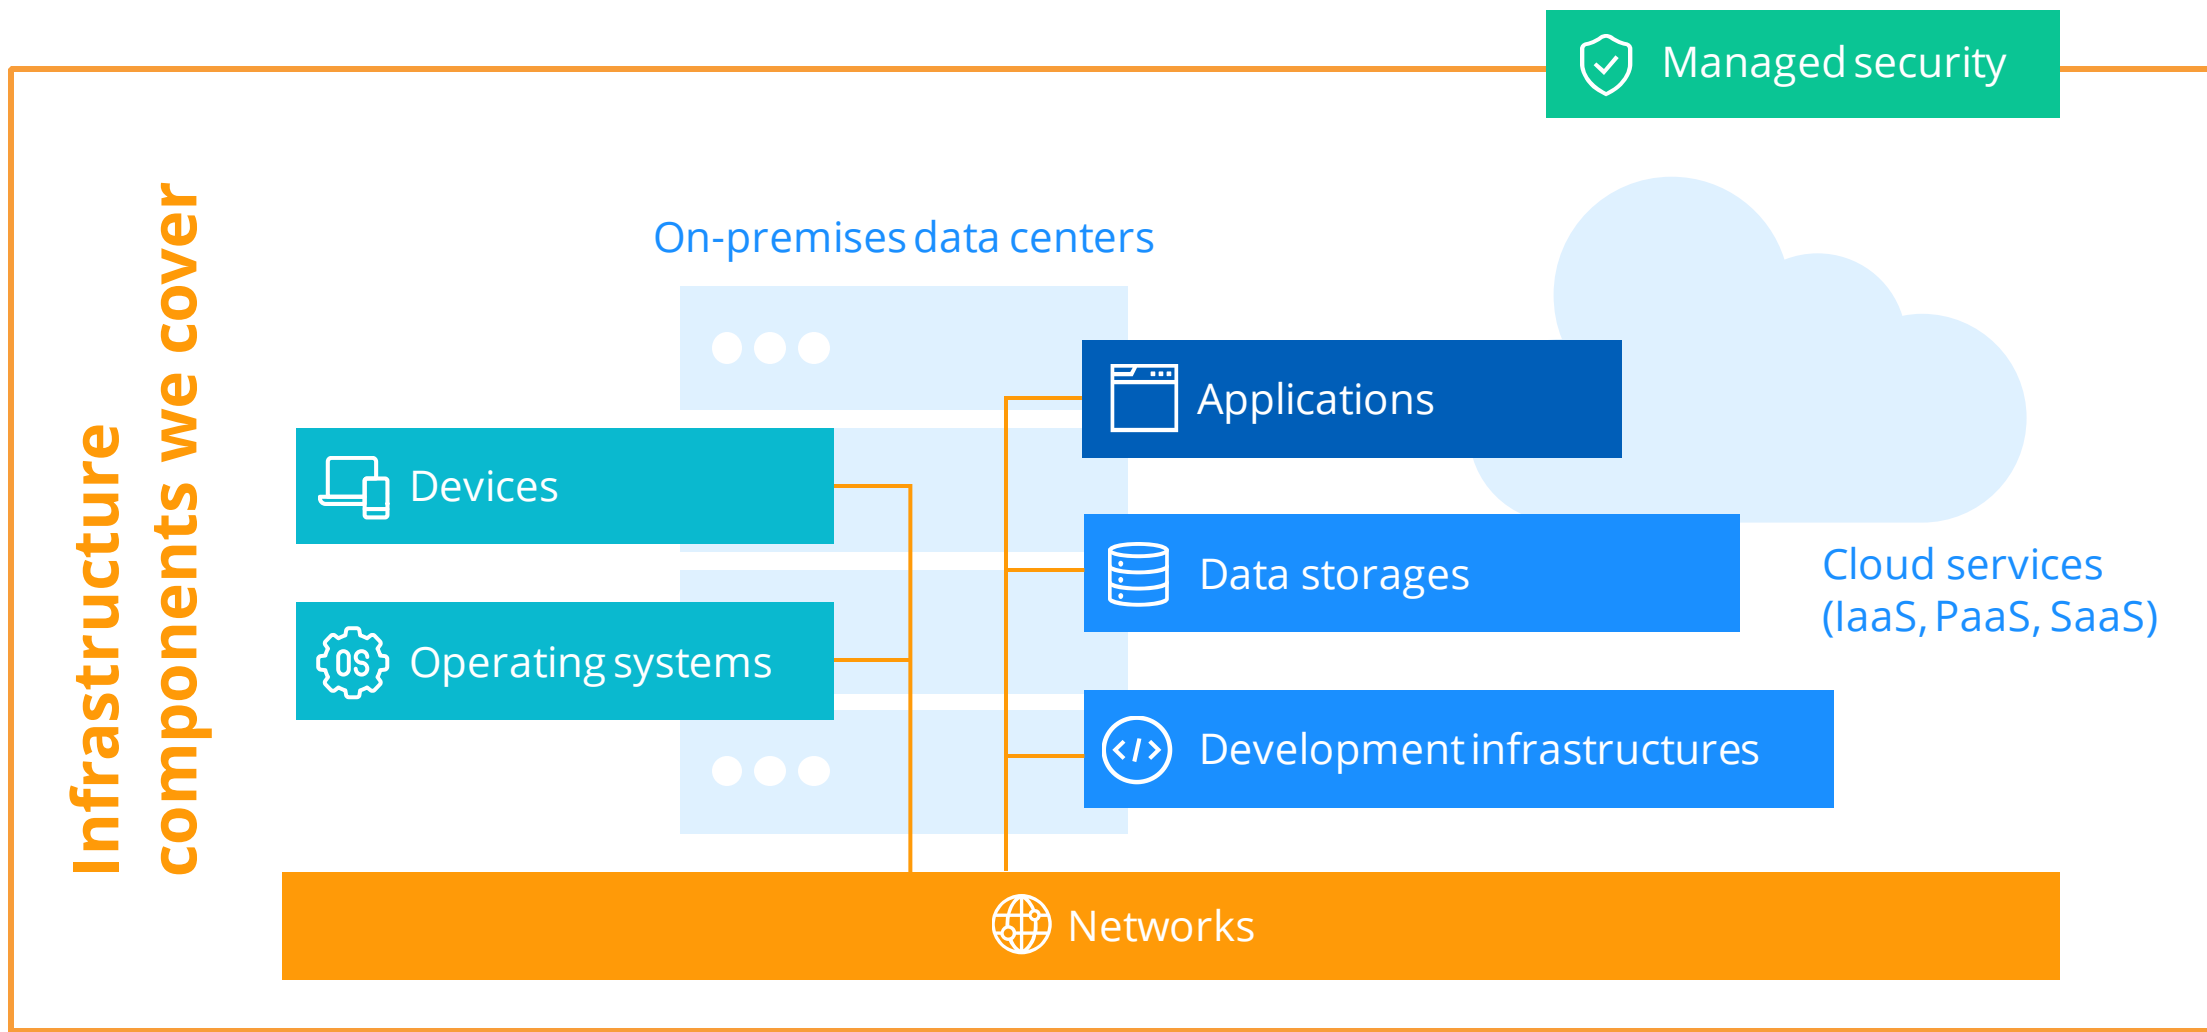 Managed security
Infrastructure
components we cover
On-premises data centers
Applications
Devices
Data storages
Cloud services
(IaaS, PaaS, SaaS)
OS
Operating systems
</>
Development infrastructures
Networks